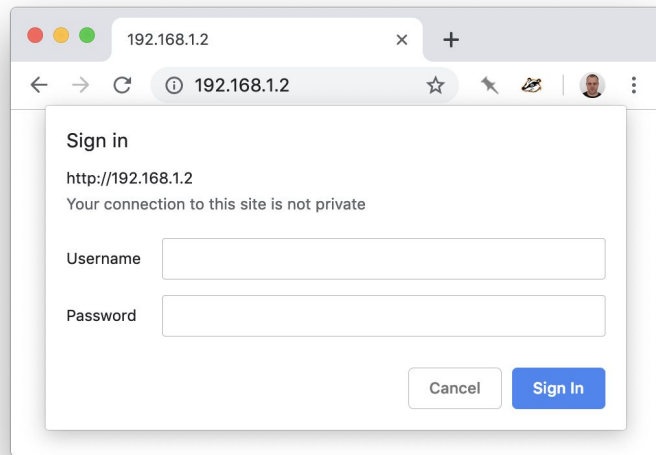 192.168.1.2
192.168.1.2
Sign in
http://192.168.1.2
Your connection to this site is not private
Username
Password
Cancel Sign In